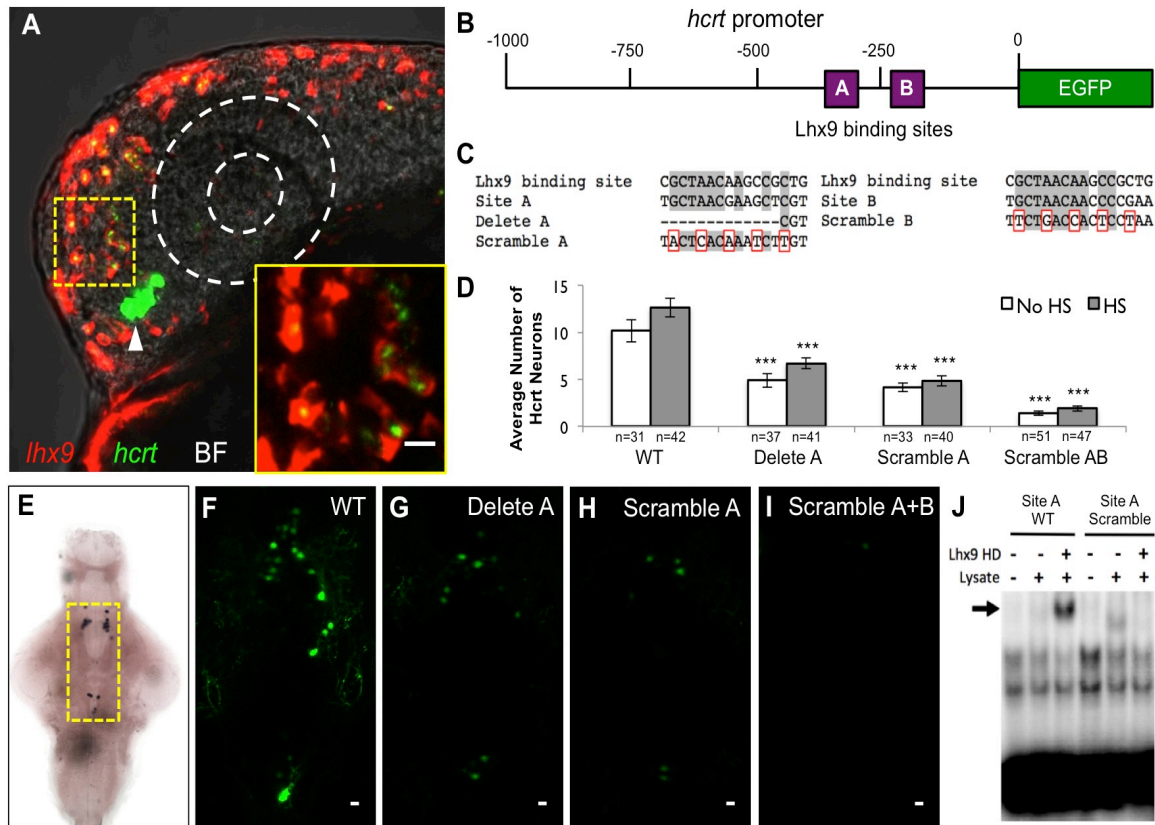 A
lhx9 hcrt BF
B
hcrt promoter
-1000 -750 -500 -250 0
A B EGFP
Lhx9 binding sites
C
Lhx9 binding site CGCTAACAAGCCGCTG
Site A TGCTAACGAAGCTCGT
Delete A -------------CGT
Scramble A TACTCACAAATCTTGT
Lhx9 binding site CGCTAACAAGCCGCTG
Site B TGCTAACAACCCCGAA
Scramble B TTCTGACCACTCCTAA
D
Average Number of
Hcrt Neurons
15
10
5
0
No HS HS
*** *** *** *** *** ***
n=31 n=42 n=37 n=41 n=33 n=40 n=51 n=47
WT Delete A Scramble A Scramble AB
E
F WT
G Delete A
H Scramble A
I Scramble A+B
J
Site A
WT
Site A
Scramble
Lhx9 HD - - + - - +
Lysate - + + - + +